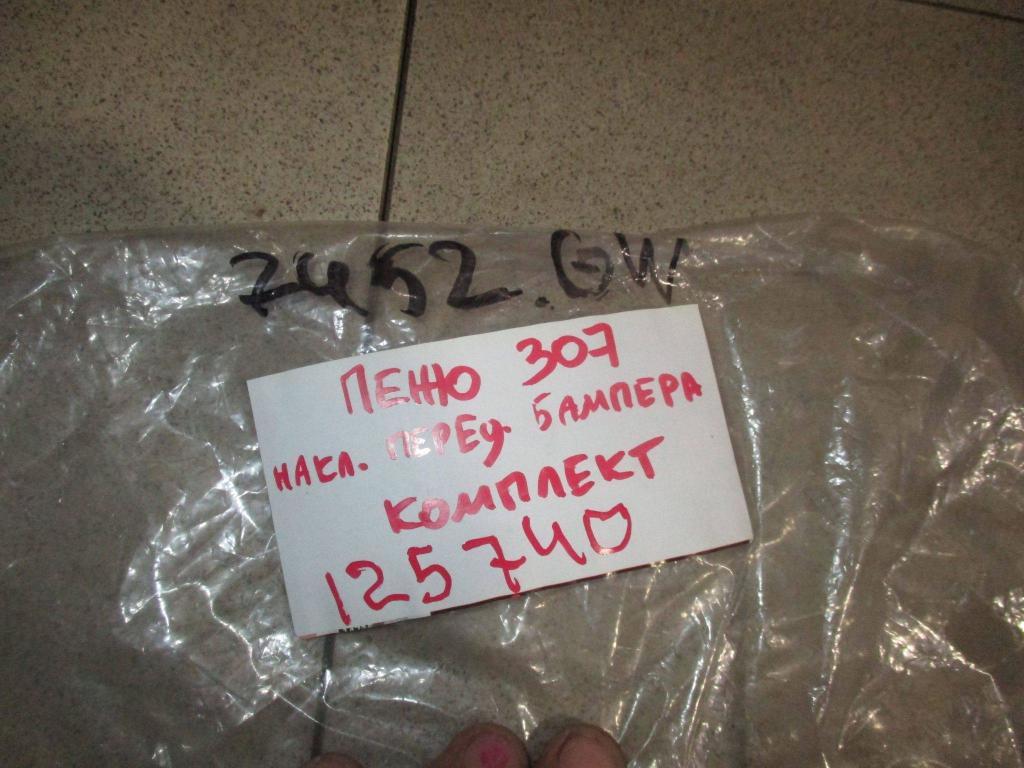 7452.GW
ПЕЖО 307
НАКЛ. ПЕРЕД. БАМПЕРА
КОМПЛЕКТ
125740